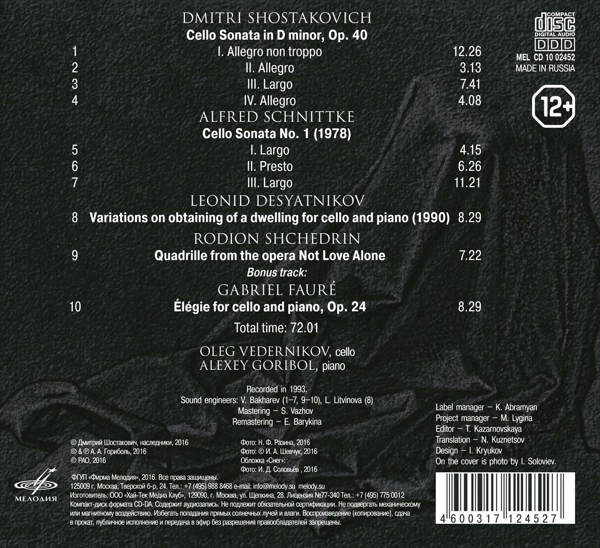 DMITRI SHOSTAKOVICH
Cello Sonata in D minor, Op. 40
1 I. Allegro non troppo 12.26
2 II. Allegro 3.13
3 III. Largo 7.41
4 IV. Allegro 4.08
ALFRED SCHNITTKE
Cello Sonata No. 1 (1978)
5 I. Largo 4.15
6 II. Presto 6.26
7 III. Largo 11.21
LEONID DESYATNIKOV
8 Variations on obtaining of a dwelling for cello and piano (1990) 8.29
RODION SHCHEDRIN
9 Quadrille from the opera Not Love Alone 7.22
Bonus track:
GABRIEL FAURÉ
10 Élégie for cello and piano, Op. 24 8.29
Total time: 72.01
OLEG VEDERNIKOV, cello
ALEXEY GORIBOL, piano
Recorded in 1993.
Sound engineers: V. Bakharev (1–7, 9–10), L. Litvinova (8)
Mastering – S. Vazhov
Remastering – E. Barykina
COMPACT
disc
DIGITAL AUDIO
DDD
MEL CD 10 02452
MADE IN RUSSIA
12+
Label manager – K. Abramyan
Project manager – M. Lygina
Editor – T. Kazarnovskaya
Translation – N. Kuznetsov
Design – I. Kryukov
On the cover is photo by I. Soloviev.
© Дмитрий Шостакович, наследники, 2016
© & © А. А. Гориболь, 2016
© РАО, 2016
Фото: Н. Ф. Разина, 2016
Фото: © И. А. Шевчук, 2016
Обложка «Снег»:
Фото: И. Д. Соловьёв, 2016
МЕЛОДИЯ
ФГУП «Фирма Мелодия», 2016. Все права защищены.
125009 г. Москва, Тверской б-р, 24. Тел.: +7 (495) 988 8468 e-mail: info@melody.su melody.su
Изготовитель: ООО «Хай-Тек Медиа Клуб», 129090, г. Москва, ул. Щепкина, 28. Лицензия №77-340 Тел.: +7 (495) 775 0012
Компакт-диск формата CD-DA. Содержит аудиозапись. Не подлежит обязательной сертификации. Не подвергать механическому
или магнитному воздействию. Избегать попадания прямых солнечных лучей и влаги. Воспроизведение (копирование), сдача
в прокат, публичное исполнение и передача в эфир без разрешения правообладателей запрещены.
4 600317 124527